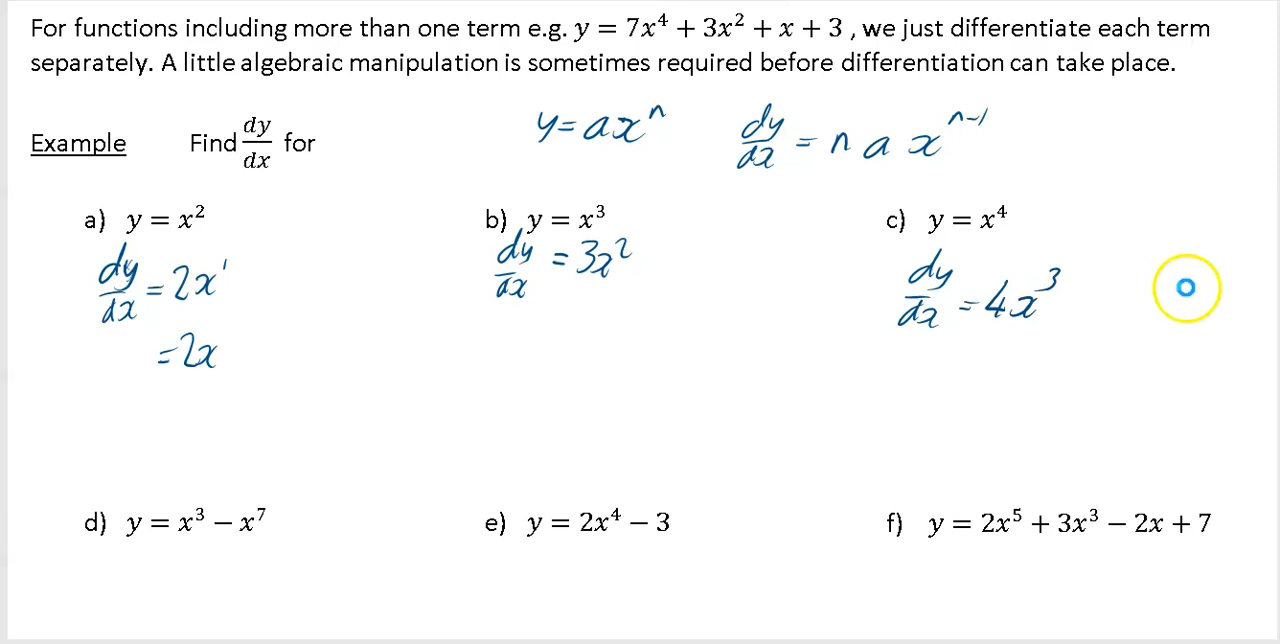 For functions including more than one term e.g. y = 7x⁴ + 3x² + x + 3 , we just differentiate each term
separately. A little algebraic manipulation is sometimes required before differentiation can take place.
y = axⁿ dy/dx = n a xⁿ⁻¹
Example Find dy/dx for
a) y = x² b) y = x³ c) y = x⁴
dy/dx = 2x¹ dy/dx = 3x² dy/dx = 4x³
= 2x
d) y = x³ − x⁷ e) y = 2x⁴ − 3 f) y = 2x⁵ + 3x³ − 2x + 7